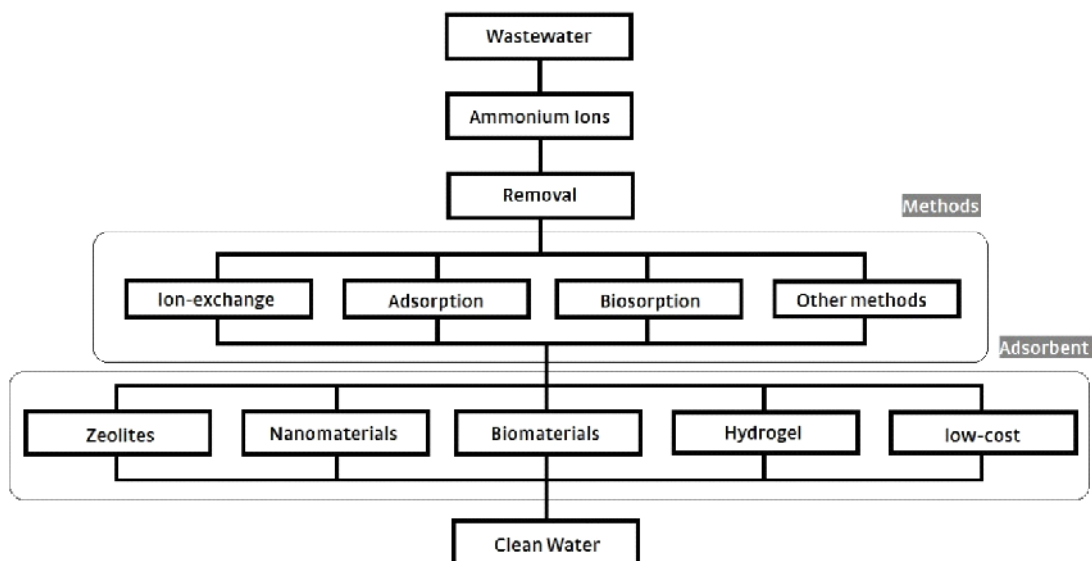 Wastewater
Ammonium Ions
Removal
Methods
Ion-exchange
Adsorption
Biosorption
Other methods
Adsorbent
Zeolites
Nanomaterials
Biomaterials
Hydrogel
low-cost
Clean Water